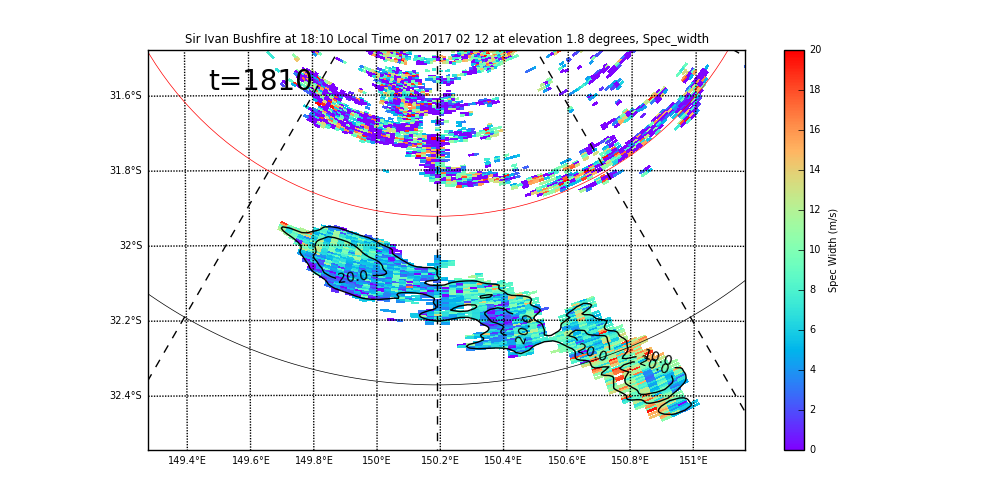 Sir Ivan Bushfire at 18:10 Local Time on 2017 02 12 at elevation 1.8 degrees, Spec_width
t=1810
31.6°S
31.8°S
32°S
32.2°S
32.4°S
149.4°E 149.6°E 149.8°E 150°E 150.2°E 150.4°E 150.6°E 150.8°E 151°E
20.0
20.0
20.0
10.0
20.0
20
18
16
14
12
10
8
6
4
2
0
Spec Width (m/s)